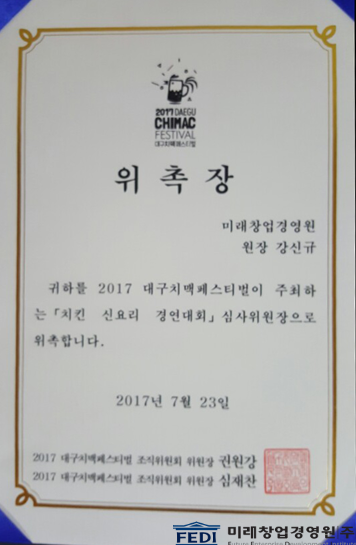 2017 DAEGU
CHIMAC
FESTIVAL
대구치맥페스티벌
위 촉 장
미래창업경영원
원장 강신규
귀하를 2017 대구치맥페스티벌이 주최하
는「치킨 신요리 경연대회」심사위원장으로
위촉합니다.
2017년 7월 23일
2017 대구치맥페스티벌 조직위원회 위원장 권원강
2017 대구치맥페스티벌 조직위원회 위원장 심재찬
FEDI 미래창업경영원 주